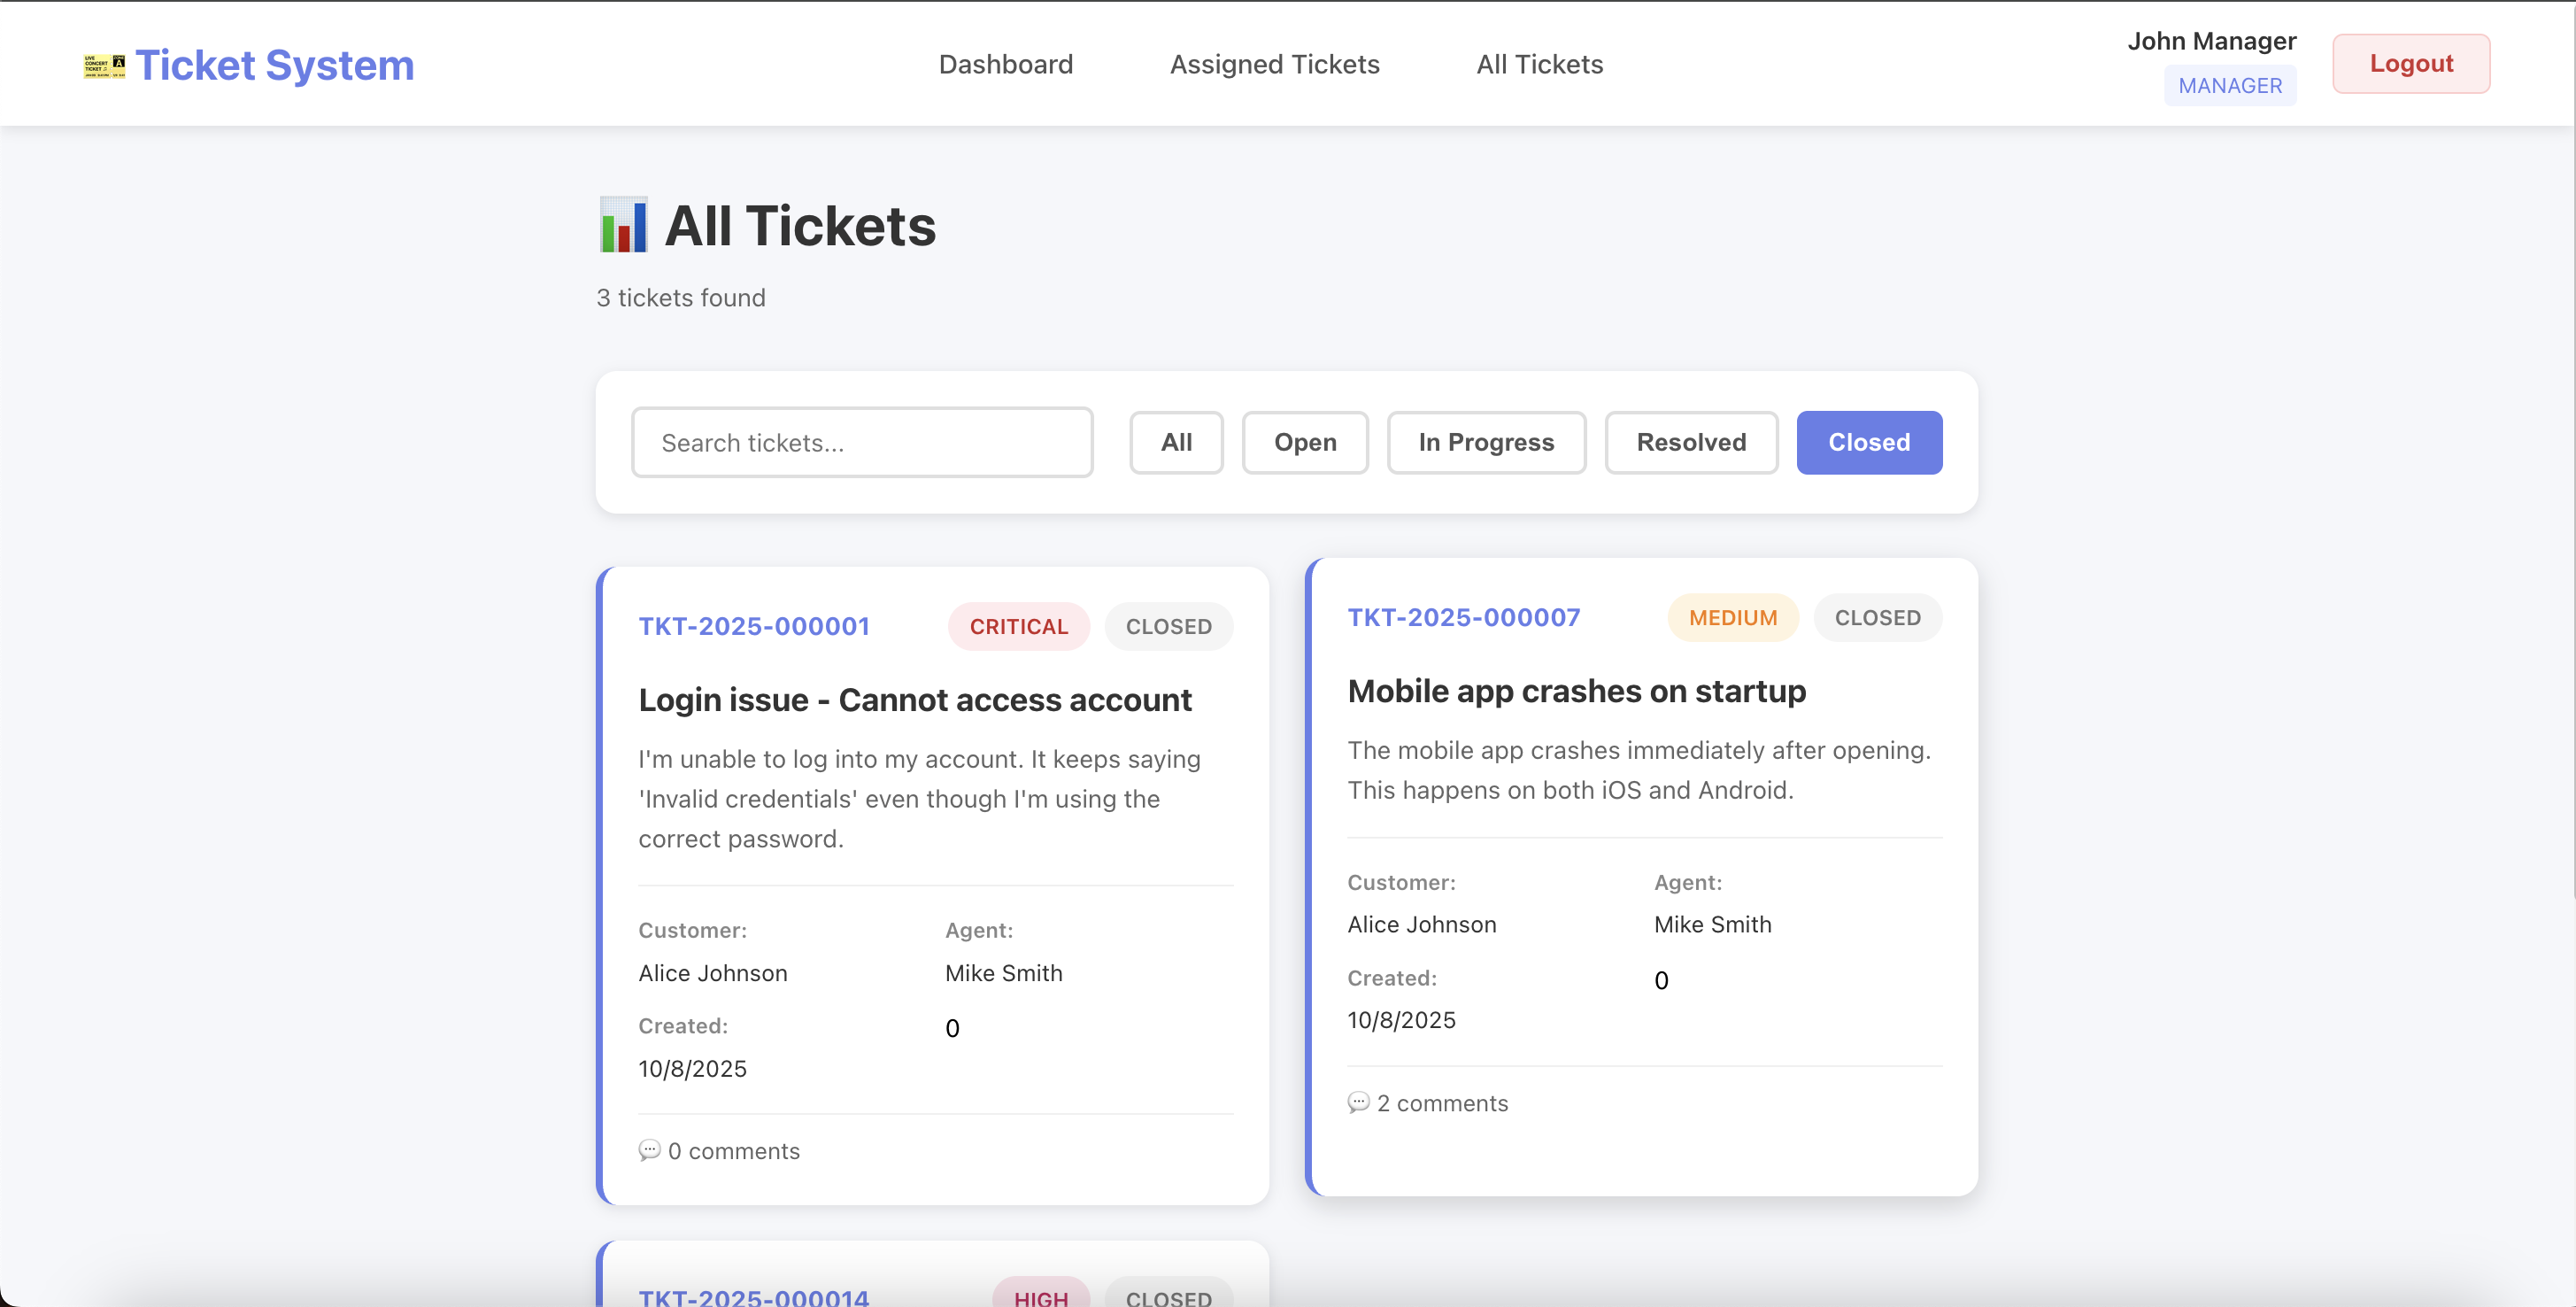 Ticket System
Dashboard
Assigned Tickets
All Tickets
John Manager
MANAGER
Logout
All Tickets
3 tickets found
Search tickets...
All
Open
In Progress
Resolved
Closed
TKT-2025-000001
CRITICAL
CLOSED
Login issue - Cannot access account
I'm unable to log into my account. It keeps saying
'Invalid credentials' even though I'm using the
correct password.
Customer:
Alice Johnson
Agent:
Mike Smith
Created:
10/8/2025
0
0 comments
TKT-2025-000007
MEDIUM
CLOSED
Mobile app crashes on startup
The mobile app crashes immediately after opening.
This happens on both iOS and Android.
Customer:
Alice Johnson
Agent:
Mike Smith
Created:
10/8/2025
0
2 comments
TKT-2025-000014
HIGH
CLOSED